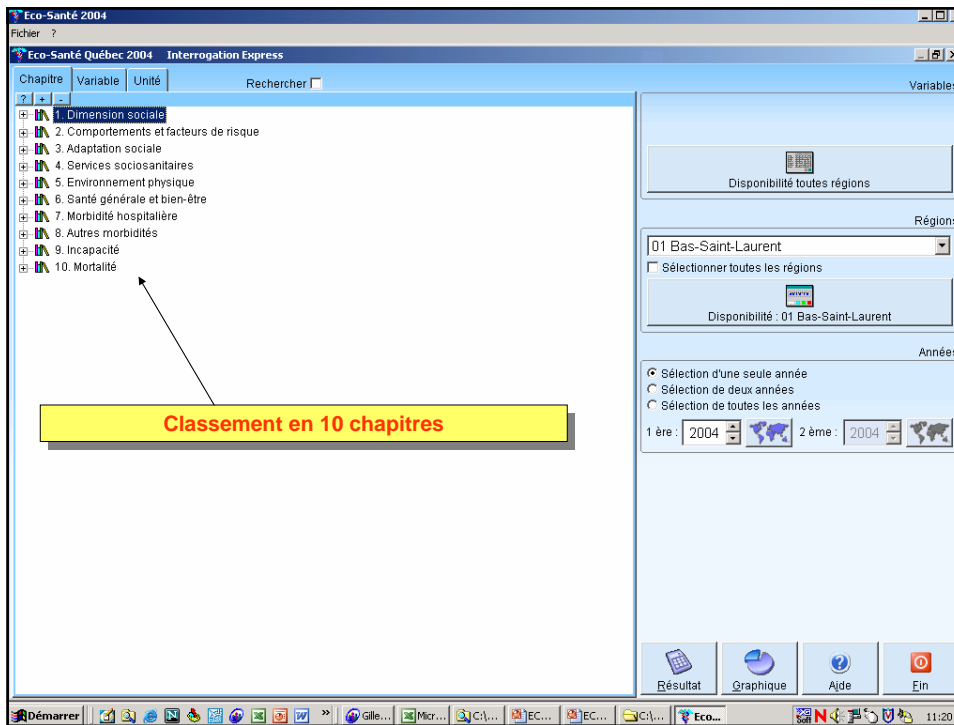 Eco-Santé 2004
Fichier ?
Eco-Santé Québec 2004 Interrogation Express
Chapitre Variable Unité Rechercher
Variables
? + -
1. Dimension sociale
2. Comportements et facteurs de risque
3. Adaptation sociale
4. Services sociosanitaires
5. Environnement physique
6. Santé générale et bien-être
7. Morbidité hospitalière
8. Autres morbidités
9. Incapacité
10. Mortalité
Classement en 10 chapitres
Disponibilité toutes régions
Régions
01 Bas-Saint-Laurent
Sélectionner toutes les régions
Disponibilité : 01 Bas-Saint-Laurent
Années
Sélection d'une seule année
Sélection de deux années
Sélection de toutes les années
1 ère : 2004 2 ème : 2004
Résultat Graphique Aide Fin
Démarrer » Gille... Micr... C:\... EC... EC... C:\... Eco... 11:20